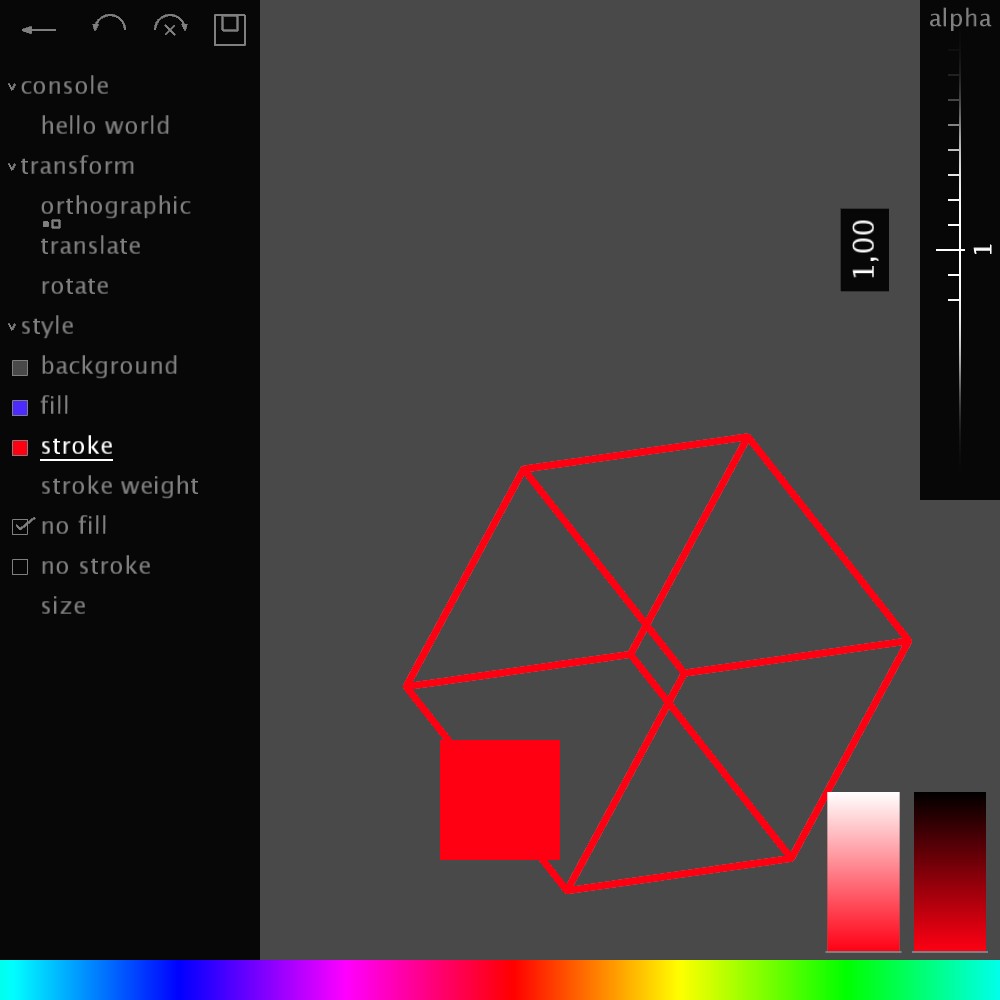 alpha
console
hello world
transform
orthographic
translate
rotate
style
background
fill
stroke
stroke weight
no fill
no stroke
size
1,00
1